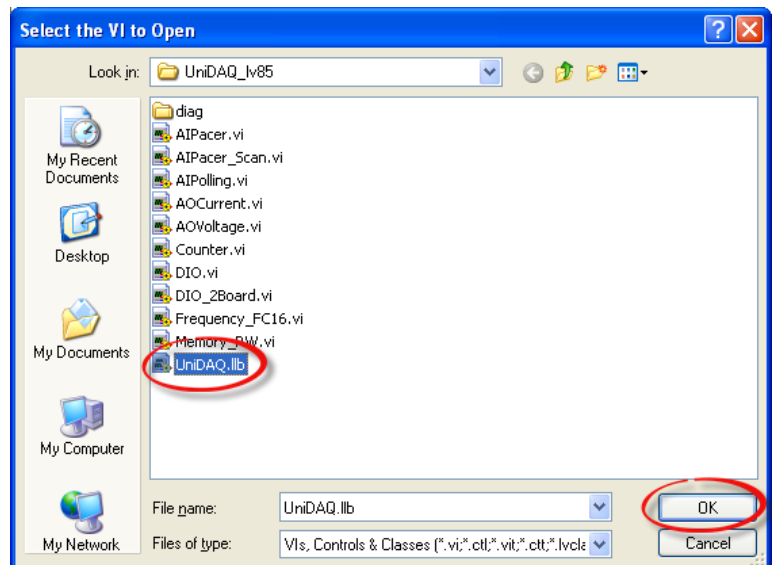 Select the VI to Open
Look in: UniDAQ_lv85
diag
AIPacer.vi
AIPacer_Scan.vi
AIPolling.vi
AOCurrent.vi
AOVoltage.vi
Counter.vi
DIO.vi
DIO_2Board.vi
Frequency_FC16.vi
Memory_RW.vi
UniDAQ.llb
My Recent
Documents
Desktop
My Documents
My Computer
My Network
File name: UniDAQ.llb OK
Files of type: VIs, Controls & Classes (*.vi;*.ctl;*.vit;*.ctt;*.lvcla Cancel